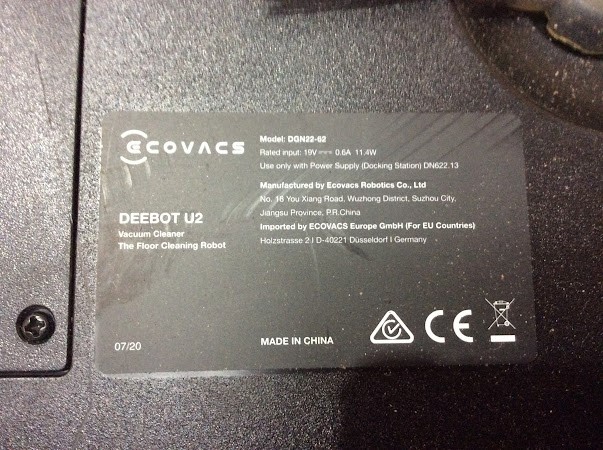 ECOVACS
DEEBOT U2
Vacuum Cleaner
The Floor Cleaning Robot
07/20
Model: DGN22-62
Rated input: 19V⎓ 0.6A 11.4W
Use only with Power Supply (Docking Station) DN622.13
Manufactured by Ecovacs Robotics Co., Ltd
No. 18 You Xiang Road, Wuzhong District, Suzhou City,
Jiangsu Province, P.R.China
Imported by ECOVACS Europe GmbH (For EU Countries)
Holzstrasse 2 I D-40221 Düsseldorf I Germany
MADE IN CHINA
CE